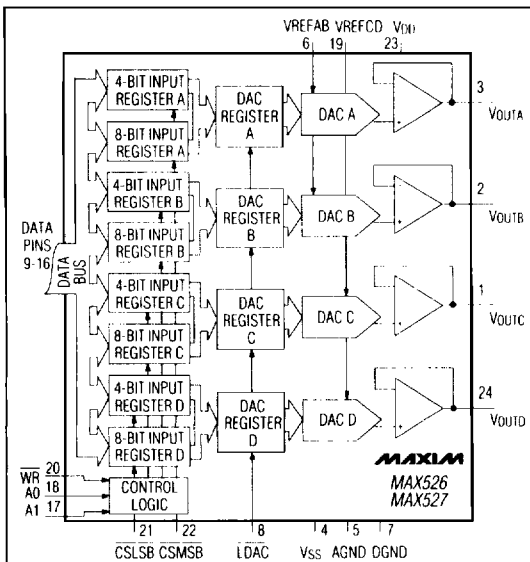 VREFAB VREFCD VDD
6 19 23
4-BIT INPUT
REGISTER A
8-BIT INPUT
REGISTER A
4-BIT INPUT
REGISTER B
8-BIT INPUT
REGISTER B
4-BIT INPUT
REGISTER C
8-BIT INPUT
REGISTER C
4-BIT INPUT
REGISTER D
8-BIT INPUT
REGISTER D
CONTROL
LOGIC
DATA
PINS
9-16
DATA
BUS
DAC
REGISTER
A
DAC
REGISTER
B
DAC
REGISTER
C
DAC
REGISTER
D
DAC A
DAC B
DAC C
DAC D
3
VOUTA
2
VOUTB
1
VOUTC
24
VOUTD
MAXIM
MAX526
MAX527
WR 20
A0 18
A1 17
21 22 8 4 5 7
CSLSB CSMSB LDAC VSS AGND DGND